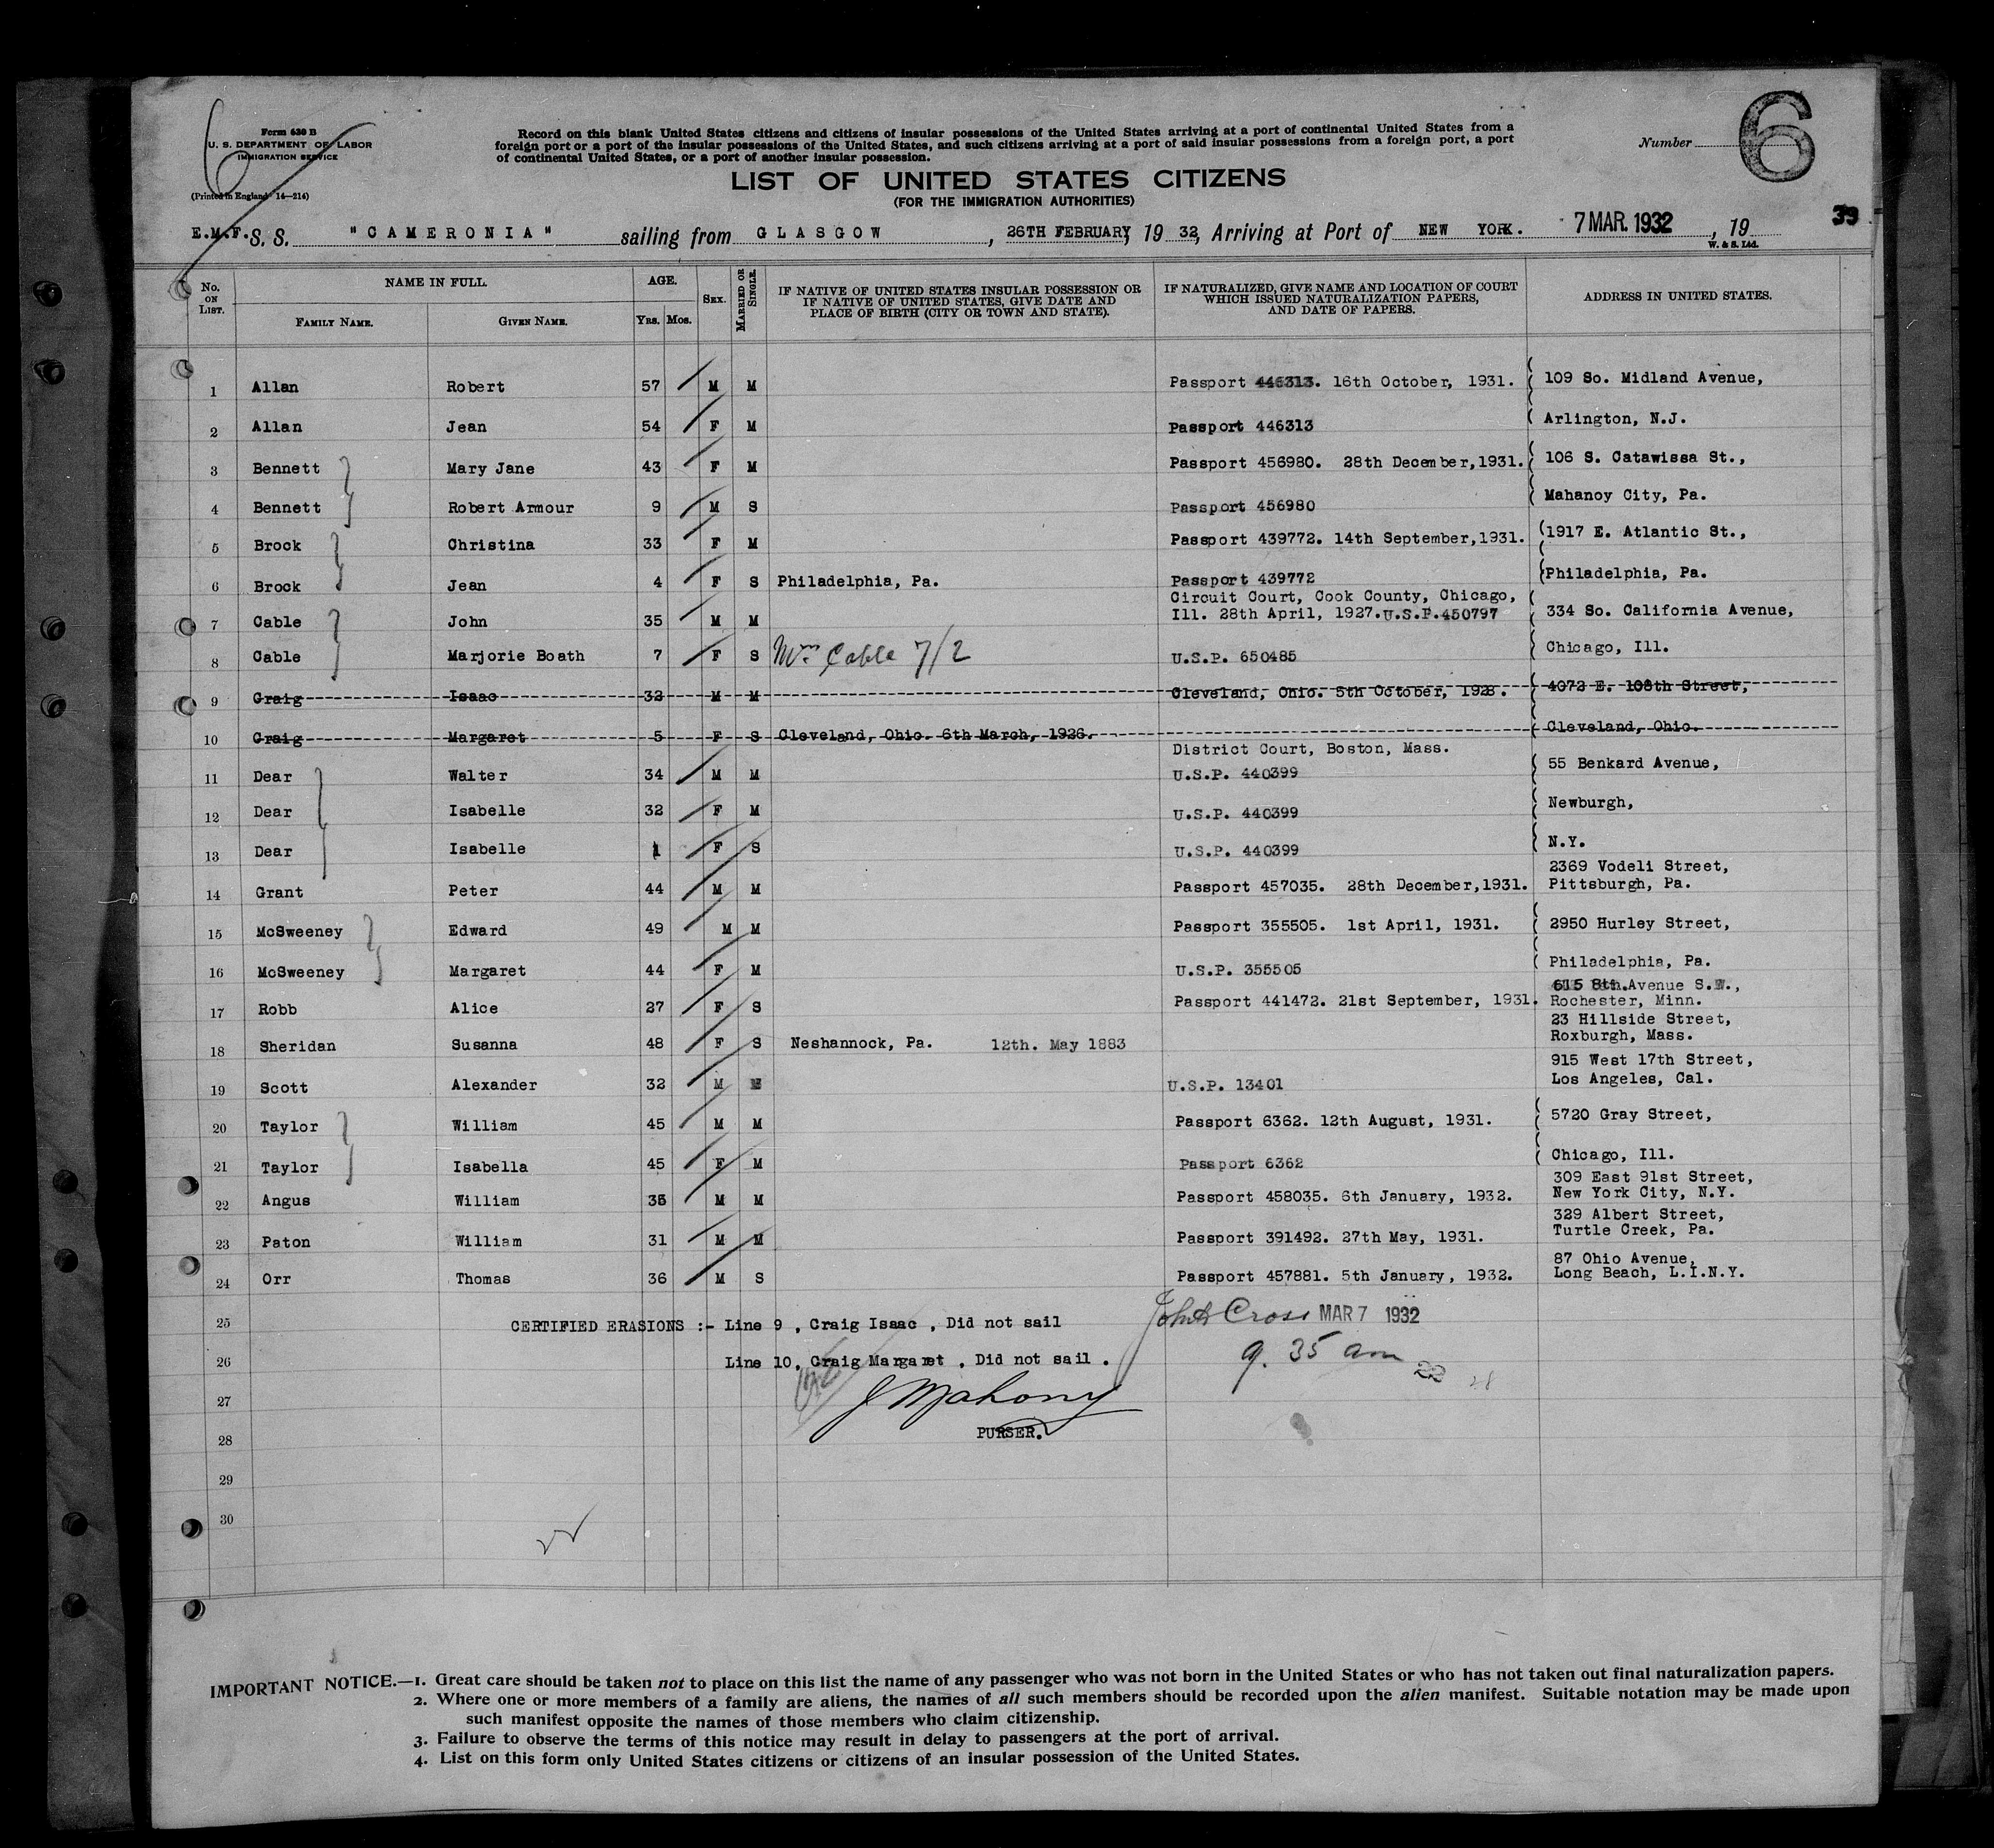 Form 630 B
U. S. DEPARTMENT OF LABOR
IMMIGRATION SERVICE
(Printed in England 14—214)
Record on this blank United States citizens and citizens of insular possessions of the United States arriving at a port of continental United States from a
foreign port or a port of the insular possessions of the United States, and such citizens arriving at a port of said insular possessions from a foreign port, a port
of continental United States, or a port of another insular possession.
Number 6
6
LIST OF UNITED STATES CITIZENS
(FOR THE IMMIGRATION AUTHORITIES)
39
E.M.F. S. S. "CAMERONIA" sailing from GLASGOW, 26TH FEBRUARY, 19 32, Arriving at Port of NEW YORK. 7 MAR. 1932, 19
W. & S. Ltd.
No. ON LIST. NAME IN FULL. FAMILY NAME. GIVEN NAME. AGE. Yrs. Mos. SEX. MARRIED OR SINGLE. IF NATIVE OF UNITED STATES INSULAR POSSESSION OR IF NATIVE OF UNITED STATES, GIVE DATE AND PLACE OF BIRTH (CITY OR TOWN AND STATE). IF NATURALIZED, GIVE NAME AND LOCATION OF COURT WHICH ISSUED NATURALIZATION PAPERS, AND DATE OF PAPERS. ADDRESS IN UNITED STATES.
1 Allan Robert 57 M M Passport 446313. 16th October, 1931. 109 So. Midland Avenue,
2 Allan Jean 54 F M Passport 446313 Arlington, N.J.
3 Bennett Mary Jane 43 F M Passport 456980. 28th December,1931. 106 S. Catawissa St.,
4 Bennett Robert Armour 9 M S Passport 456980 Mahanoy City, Pa.
5 Brock Christina 33 F M Passport 439772. 14th September,1931. 1917 E. Atlantic St.,
6 Brock Jean 4 F S Philadelphia, Pa. Passport 439772 Philadelphia, Pa.
Circuit Court, Cook County, Chicago,
7 Cable John 35 M M Ill. 28th April, 1927. U.S.P. 450797 334 So. California Avenue,
8 Cable Marjorie Boath 7 F S Cable 7/2 U.S.P. 650485 Chicago, Ill.
9 Craig Isaac 32 M M Cleveland, Ohio. 5th October, 1928. 4072 E. 108th Street,
10 Craig Margaret 5 F S Cleveland, Ohio. 6th March, 1926. Cleveland, Ohio.
District Court, Boston, Mass.
11 Dear Walter 34 M M U.S.P. 440399 55 Benkard Avenue,
12 Dear Isabelle 32 F M U.S.P. 440399 Newburgh,
13 Dear Isabelle 1 F S U.S.P. 440399 N.Y.
2369 Vodeli Street,
14 Grant Peter 44 M M Passport 457035. 28th December,1931. Pittsburgh, Pa.
15 McSweeney Edward 49 M M Passport 355505. 1st April, 1931. 2950 Hurley Street,
16 McSweeney Margaret 44 F M U.S.P. 355505 Philadelphia, Pa.
615 8th. Avenue S.W.,
17 Robb Alice 27 F S Passport 441472. 21st September, 1931. Rochester, Minn.
23 Hillside Street,
18 Sheridan Susanna 48 F S Neshannock, Pa. 12th. May 1883 Roxburgh, Mass.
915 West 17th Street,
19 Scott Alexander 32 M U.S.P. 13401 Los Angeles, Cal.
20 Taylor William 45 M M Passport 6362. 12th August, 1931. 5720 Gray Street,
21 Taylor Isabella 45 F M Passport 6362 Chicago, Ill.
309 East 91st Street,
22 Angus William 36 M M Passport 458035. 6th January, 1932. New York City, N.Y.
329 Albert Street,
23 Paton William 31 M M Passport 391492. 27th May, 1931. Turtle Creek, Pa.
87 Ohio Avenue,
24 Orr Thomas 36 M S Passport 457881. 5th January, 1932. Long Beach, L.I.N.Y.
25 CERTIFIED ERASIONS :- Line 9 , Craig Isaac , Did not sail John Cross MAR 7 1932
26 Line 10, Craig Margaret , Did not sail . 9. 35 am 22 28
27 J Mahony
28 PURSER.
29
30
IMPORTANT NOTICE.—1. Great care should be taken not to place on this list the name of any passenger who was not born in the United States or who has not taken out final naturalization papers.
2. Where one or more members of a family are aliens, the names of all such members should be recorded upon the alien manifest. Suitable notation may be made upon
such manifest opposite the names of those members who claim citizenship.
3. Failure to observe the terms of this notice may result in delay to passengers at the port of arrival.
4. List on this form only United States citizens or citizens of an insular possession of the United States.